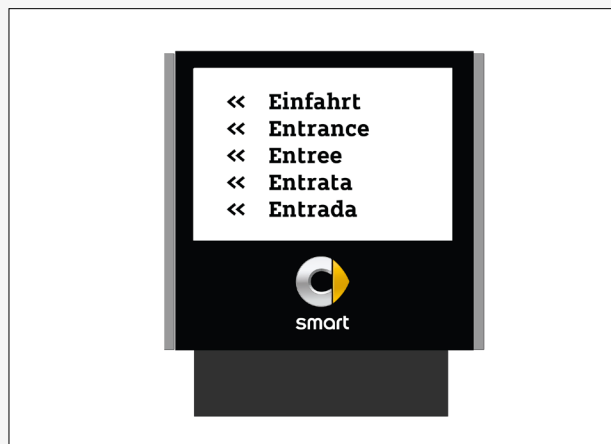 « Einfahrt
« Entrance
« Entree
« Entrata
« Entrada
smart